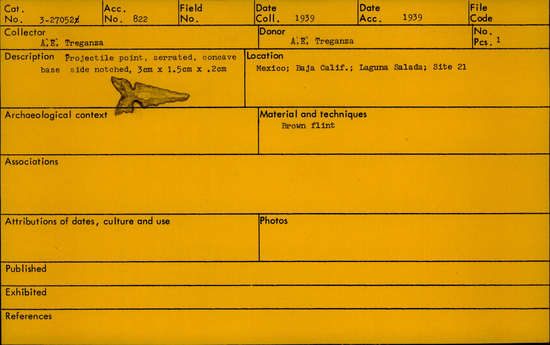 Cat. No. 3-27052 Acc. No. 822 Field No. Date Coll. 1939 Date Acc. 1939 File Code
Collector A.E. Treganza Donor A.E. Treganza No. Pcs. 1
Description Projectile point, serrated, concave
base side notched, 3cm x 1.5cm x .2cm
Location
Mexico; Baja Calif.; Laguna Salada; Site 21
Archaeological context
Material and techniques
Brown flint
Associations
Attributions of dates, culture and use
Photos
Published
Exhibited
References